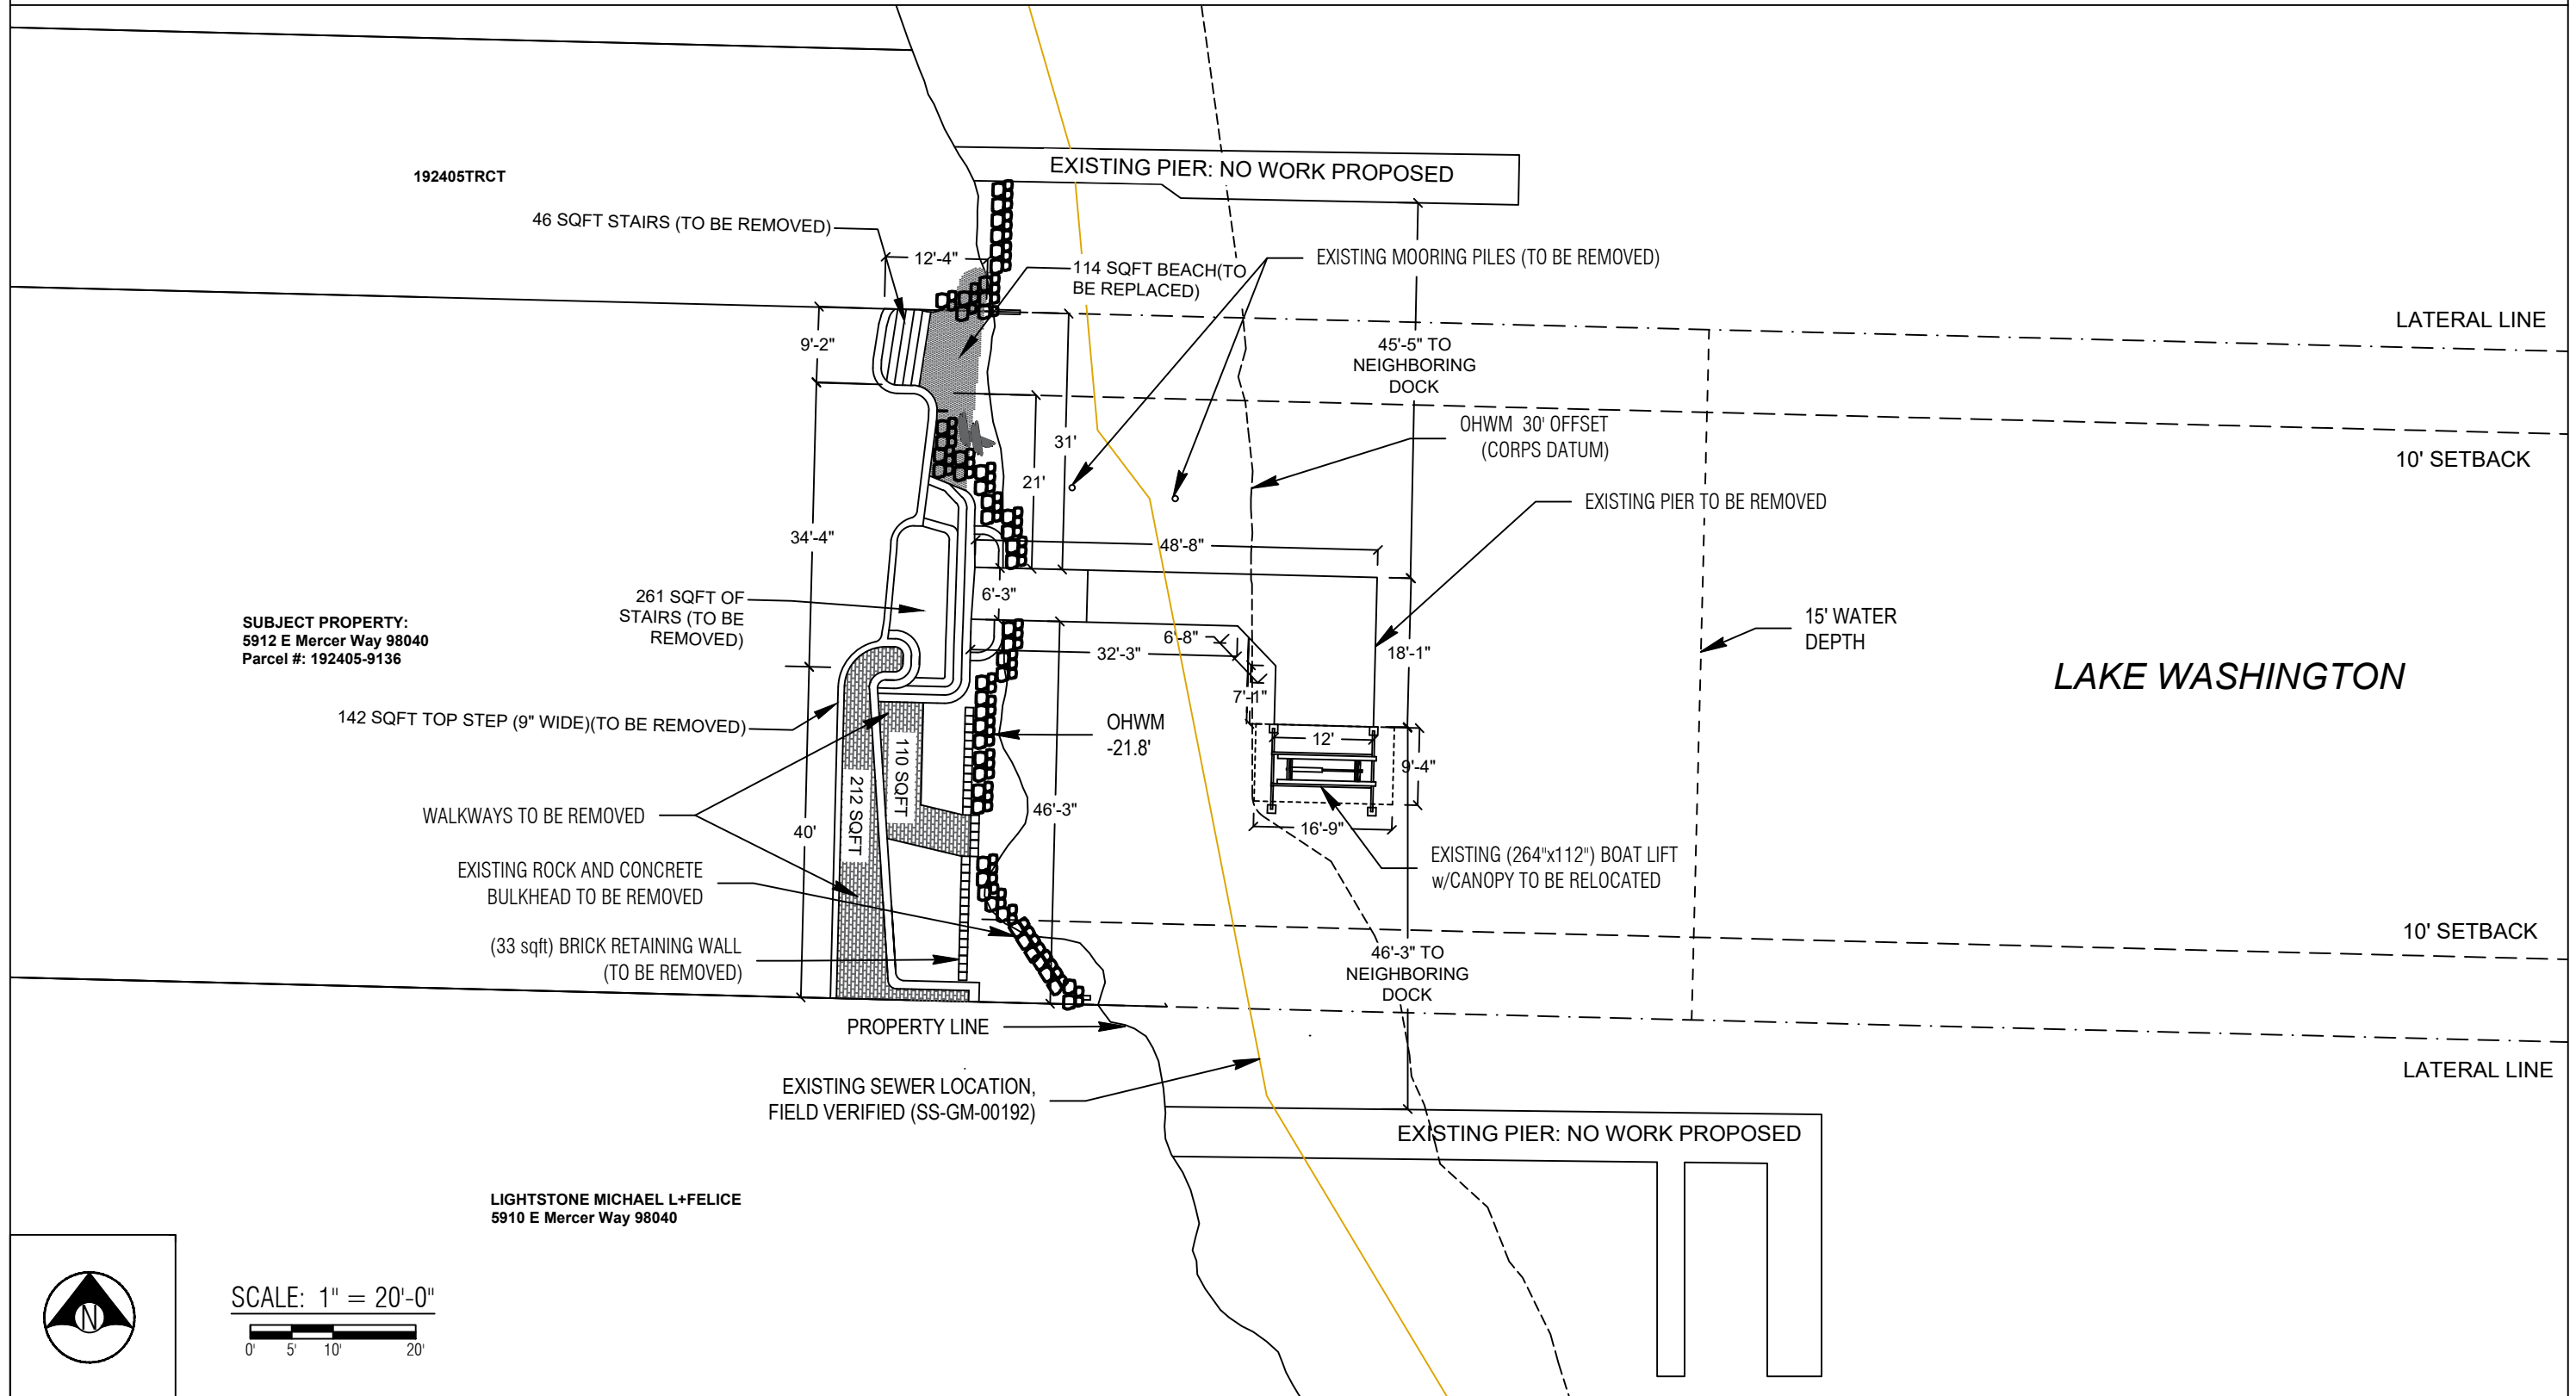 EXISTING PIER: NO WORK PROPOSED
192405TRCT
46 SQFT STAIRS (TO BE REMOVED)
12'-4"
114 SQFT BEACH(TO
BE REPLACED)
EXISTING MOORING PILES (TO BE REMOVED)
LATERAL LINE
9'-2"
45'-5" TO
NEIGHBORING
DOCK
31'
21'
OHWM 30' OFFSET
(CORPS DATUM)
10' SETBACK
EXISTING PIER TO BE REMOVED
34'-4"
48'-8"
6'-3"
261 SQFT OF
STAIRS (TO BE
REMOVED)
SUBJECT PROPERTY:
5912 E Mercer Way 98040
Parcel #: 192405-9136
6'-8"
32'-3"
18'-1"
15' WATER
DEPTH
LAKE WASHINGTON
7'-1"
142 SQFT TOP STEP (9" WIDE)(TO BE REMOVED)
OHWM
-21.8'
12'
9'-4"
110 SQFT
212 SQFT
WALKWAYS TO BE REMOVED
46'-3"
40'
16'-9"
EXISTING ROCK AND CONCRETE
BULKHEAD TO BE REMOVED
EXISTING (264"x112") BOAT LIFT
w/CANOPY TO BE RELOCATED
(33 sqft) BRICK RETAINING WALL
(TO BE REMOVED)
10' SETBACK
46'-3" TO
NEIGHBORING
DOCK
PROPERTY LINE
LATERAL LINE
EXISTING SEWER LOCATION,
FIELD VERIFIED (SS-GM-00192)
EXISTING PIER: NO WORK PROPOSED
LIGHTSTONE MICHAEL L+FELICE
5910 E Mercer Way 98040
N
SCALE: 1" = 20'-0"
0' 5' 10' 20'